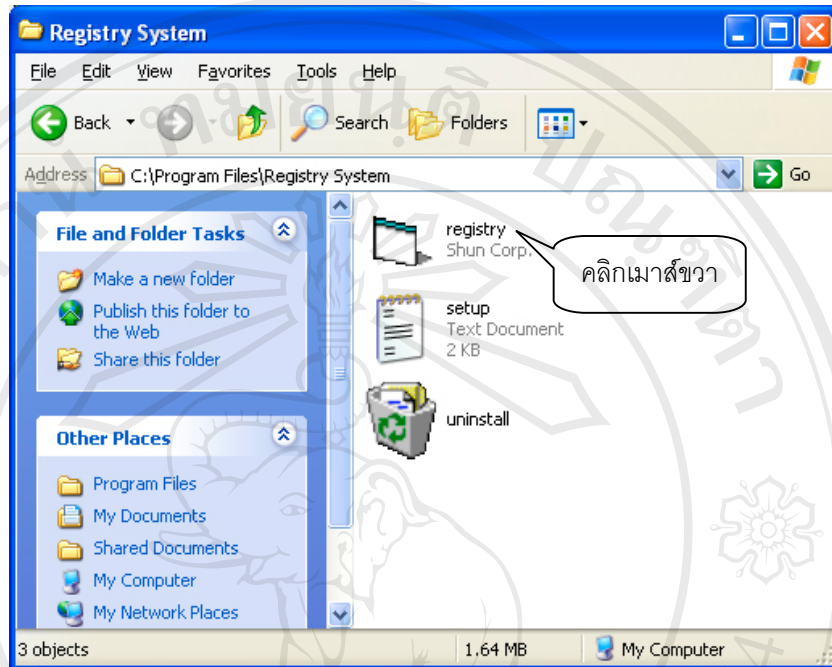 Registry System
File Edit View Favorites Tools Help
Back Search Folders
Address C:\Program Files\Registry System Go
File and Folder Tasks
Make a new folder
Publish this folder to
the Web
Share this folder
Other Places
Program Files
My Documents
Shared Documents
My Computer
My Network Places
registry
Shun Corp.
คลิกเมาส์ขวา
setup
Text Document
2 KB
uninstall
3 objects 1.64 MB My Computer